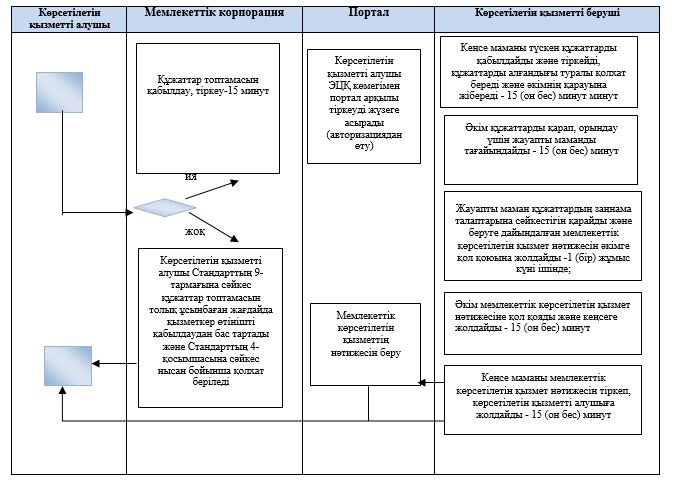 Көрсетілетін
қызметті алушы
Мемлекеттік корпорация
Портал
Көрсетілетін қызметті беруші
Құжаттар топтамасын
қабылдау, тіркеу-15 минут
ия
жоқ
Көрсетілетін қызметті
алушы Стандарттың 9-
тармағына сәйкес
құжаттар топтамасын
толық ұсынбаған жағдайда
қызметкер өтінішті
қабылдаудан бас тартады
және Стандарттың 4-
қосымшасына сәйкес
нысан бойынша қолхат
беріледі
Көрсетілетін
қызметті алушы
ЭЦҚ көмегімен
портал арқылы
тіркеуді жүзеге
асырады
(авторизациядан
өту)
Мемлекеттік
көрсетілетін
қызметтің
нәтижесін беру
Кеңсе маманы түскен құжаттарды
қабылдайды және тіркейді,
құжаттарды алғандығы туралы қолхат
береді және әкімнің қарауына
жібереді - 15 (он бес) минут минут
Әкім құжаттарды қарап, орындау
үшін жауапты маманды
тағайындайды - 15 (он бес) минут
Жауапты маман құжаттардың заңнама
талаптарына сәйкестігін қарайды және
беруге дайындалған мемлекеттік
көрсетілетін қызмет нәтижесін әкімге
қол қоюына жолдайды -1 (бір) жұмыс
күні ішінде;
Әкім мемлекеттік көрсетілетін қызмет
нәтижесіне қол қояды және кеңсеге
жолдайды - 15 (он бес) минут
Кеңсе маманы мемлекеттік
көрсетілетін қызмет нәтижесін тіркеп,
көрсетілетін қызметті алушыға
жолдайды - 15 (он бес) минут